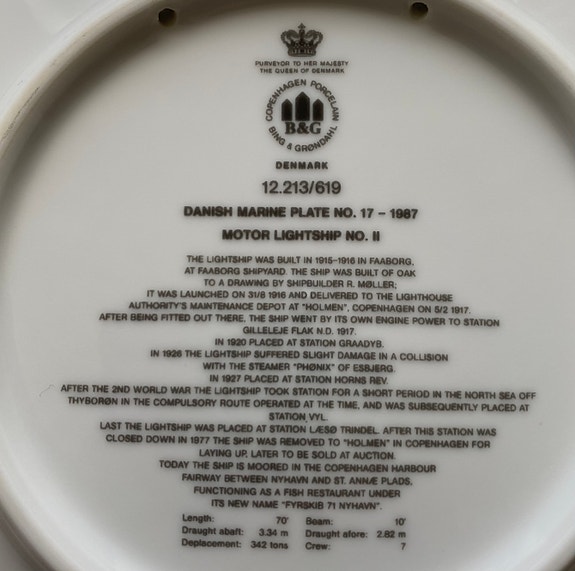 PURVEYOR TO HER MAJESTY
THE QUEEN OF DENMARK
COPENHAGEN PORCELAIN
B&G
BING & GRØNDAHL
DENMARK
12.213/619
DANISH MARINE PLATE NO. 17 – 1987
MOTOR LIGHTSHIP NO. II
THE LIGHTSHIP WAS BUILT IN 1915-1916 IN FAABORG,
AT FAABORG SHIPYARD. THE SHIP WAS BUILT OF OAK
TO A DRAWING BY SHIPBUILDER R. MØLLER;
IT WAS LAUNCHED ON 31/8 1916 AND DELIVERED TO THE LIGHTHOUSE
AUTHORITY'S MAINTENANCE DEPOT AT "HOLMEN", COPENHAGEN ON 5/2 1917.
AFTER BEING FITTED OUT THERE, THE SHIP WENT BY ITS OWN ENGINE POWER TO STATION
GILLELEJE FLAK N.D. 1917.
IN 1920 PLACED AT STATION GRAADYB.
IN 1926 THE LIGHTSHIP SUFFERED SLIGHT DAMAGE IN A COLLISION
WITH THE STEAMER "PHØNIX" OF ESBJERG.
IN 1927 PLACED AT STATION HORNS REV.
AFTER THE 2ND WORLD WAR THE LIGHTSHIP TOOK STATION FOR A SHORT PERIOD IN THE NORTH SEA OFF
THYBORØN IN THE COMPULSORY ROUTE OPERATED AT THE TIME, AND WAS SUBSEQUENTLY PLACED AT
STATION VYL.
LAST THE LIGHTSHIP WAS PLACED AT STATION LÆSØ TRINDEL. AFTER THIS STATION WAS
CLOSED DOWN IN 1977 THE SHIP WAS REMOVED TO "HOLMEN" IN COPENHAGEN FOR
LAYING UP, LATER TO BE SOLD AT AUCTION.
TODAY THE SHIP IS MOORED IN THE COPENHAGEN HARBOUR
FAIRWAY BETWEEN NYHAVN AND ST. ANNÆ PLADS,
FUNCTIONING AS A FISH RESTAURANT UNDER
ITS NEW NAME "FYRSKIB 71 NYHAVN".
Length: 70' Beam: 10'
Draught abaft: 3.34 m Draught afore: 2.82 m
Deplacement: 342 tons Crew: 7